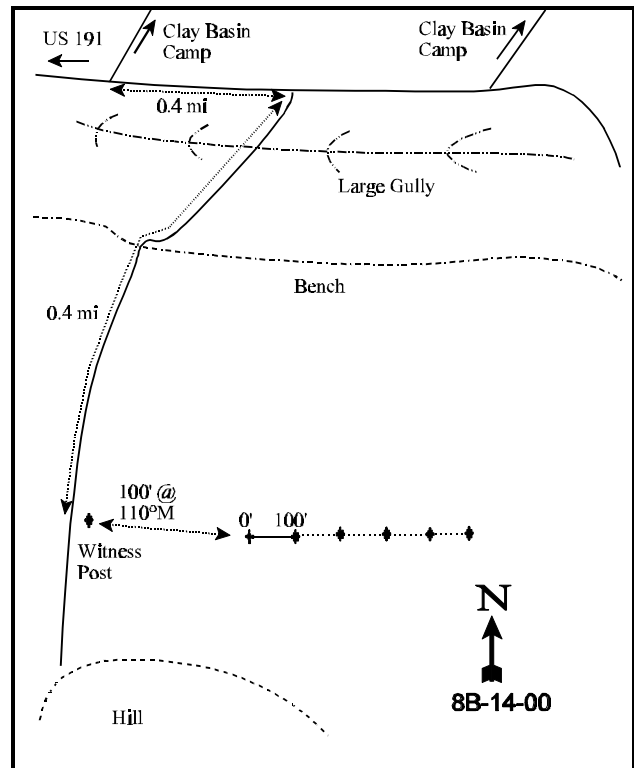 US 191
Clay Basin
Camp
Clay Basin
Camp
0.4 mi
Large Gully
Bench
0.4 mi
100' @
110°M
0'
100'
Witness
Post
N
8B-14-00
Hill